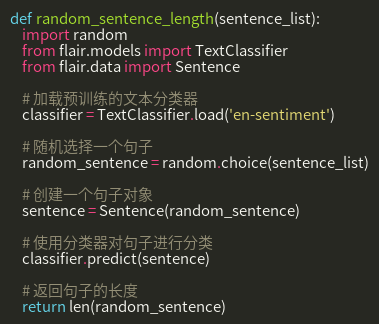 def random_sentence_length(sentence_list):
    import random
    from flair.models import TextClassifier
    from flair.data import Sentence
    # 加载预训练的文本分类器
    classifier = TextClassifier.load('en-sentiment')
    # 随机选择一个句子
    random_sentence = random.choice(sentence_list)
    # 创建一个句子对象
    sentence = Sentence(random_sentence)
    # 使用分类器对句子进行分类
    classifier.predict(sentence)
    # 返回句子的长度
    return len(random_sentence)